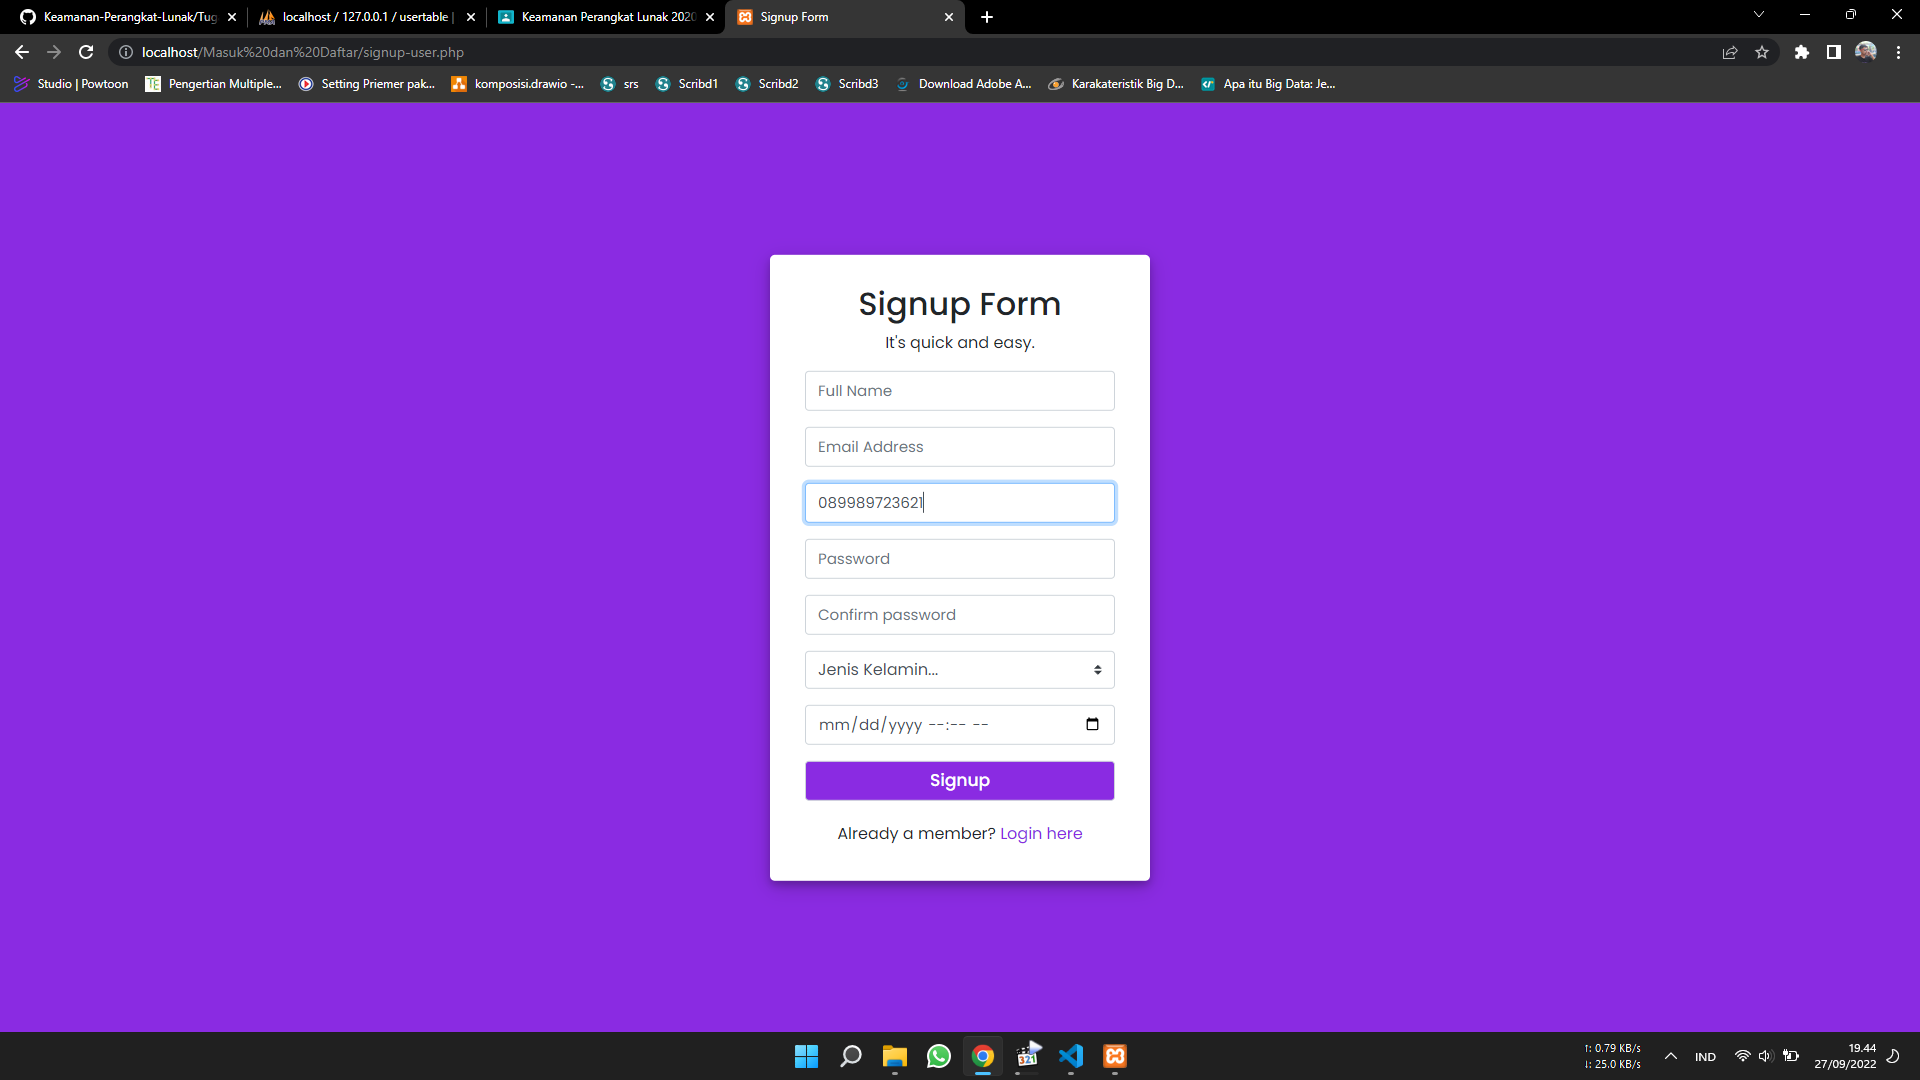 Keamanan-Perangkat-Lunak/Tug
localhost / 127.0.0.1 / usertable |
Keamanan Perangkat Lunak 2020
Signup Form
localhost/Masuk%20dan%20Daftar/signup-user.php
Studio | Powtoon
Pengertian Multiple...
Setting Priemer pak...
komposisi.drawio -...
srs
Scribd1
Scribd2
Scribd3
Download Adobe A...
Karakateristik Big D...
Apa itu Big Data: Je...
Signup Form
It's quick and easy.
Full Name
Email Address
089989723621
Password
Confirm password
Jenis Kelamin...
mm/dd/yyyy --:-- --
Signup
Already a member? Login here
321
↑: 0.79 KB/s
↓: 25.0 KB/s
IND
19.44
27/09/2022